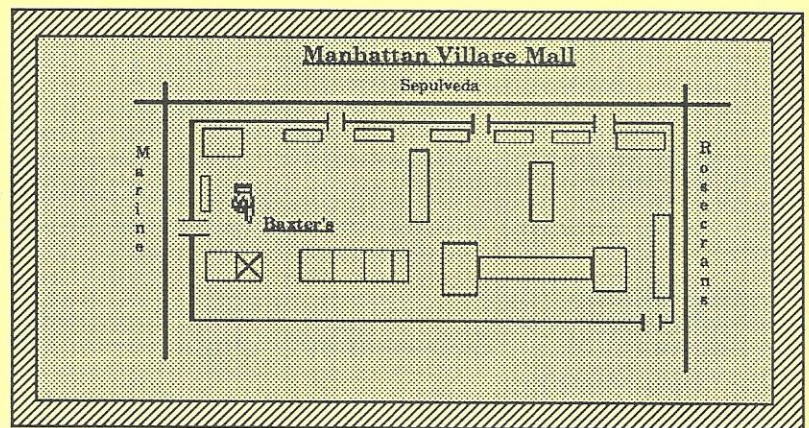 Manhattan Village Mall
Sepulveda
Marine
Rosecrans
Baxter's